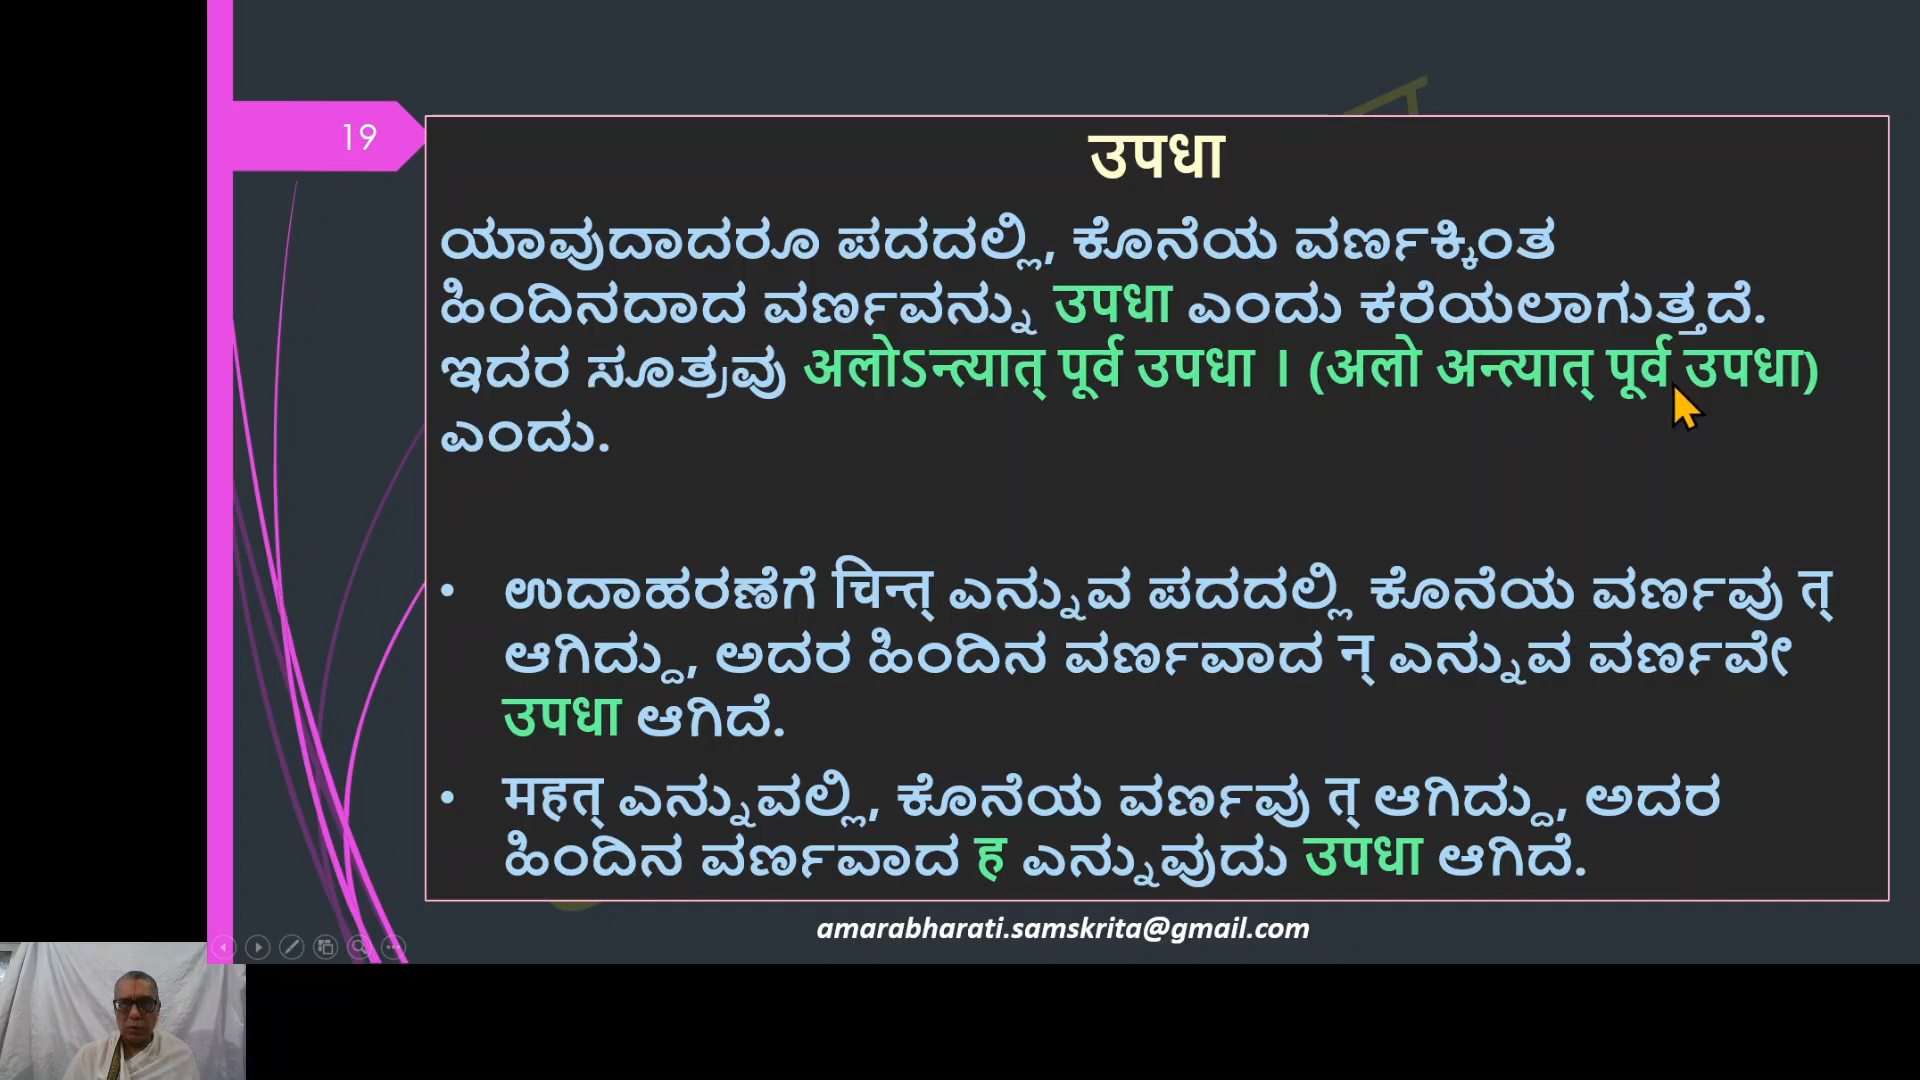 19
उपधा
ಯಾವುದಾದರೂ ಪದದಲ್ಲಿ, ಕೊನೆಯ ವರ್ಣಕ್ಕಿಂತ
ಹಿಂದಿನದಾದ ವರ್ಣವನ್ನು उपधा ಎಂದು ಕರೆಯಲಾಗುತ್ತದೆ.
ಇದರ ಸೂತ್ರವು अलोऽन्त्यात् पूर्व उपधा । (अलो अन्त्यात् पूर्व उपधा)
ಎಂದು.
• ಉದಾಹರಣೆಗೆ चिन्त् ಎನ್ನುವ ಪದದಲ್ಲಿ ಕೊನೆಯ ವರ್ಣವು त्
ಆಗಿದ್ದು, ಅದರ ಹಿಂದಿನ ವರ್ಣವಾದ न् ಎನ್ನುವ ವರ್ಣವೇ
उपधा ಆಗಿದೆ.
• महत् ಎನ್ನುವಲ್ಲಿ, ಕೊನೆಯ ವರ್ಣವು त् ಆಗಿದ್ದು, ಅದರ
ಹಿಂದಿನ ವರ್ಣವಾದ ह ಎನ್ನುವುದು उपधा ಆಗಿದೆ.
amarabharati.samskrita@gmail.com